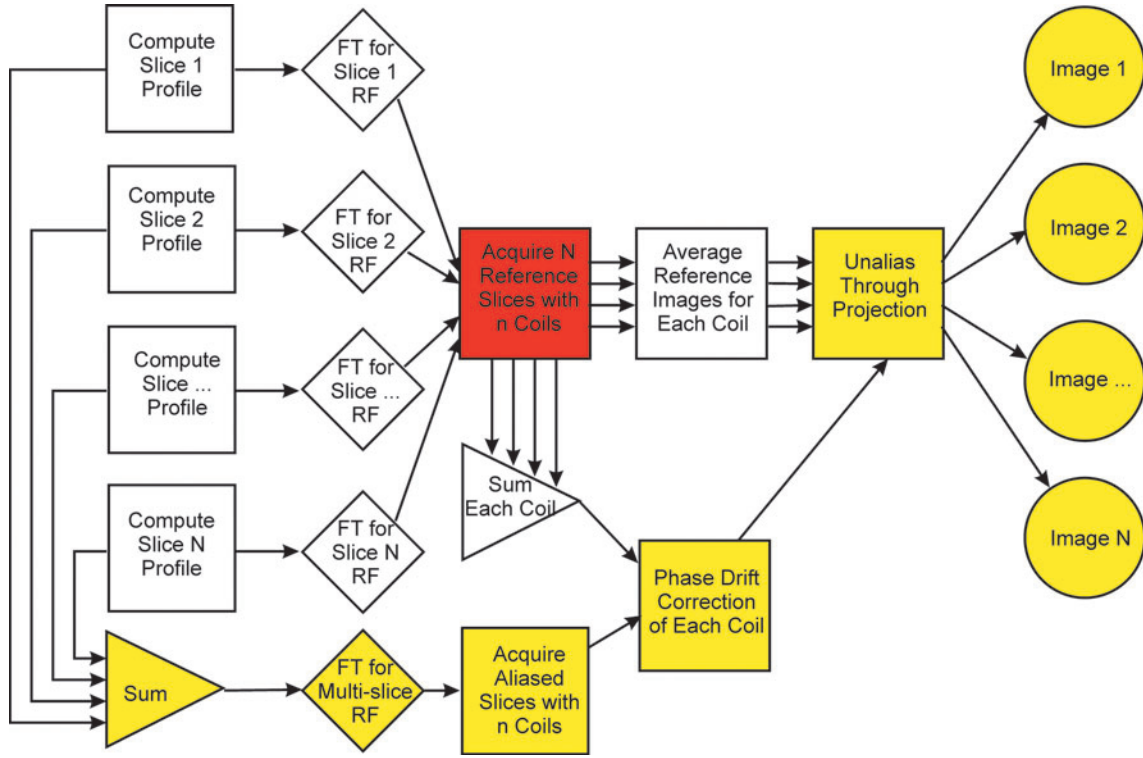 Compute
Slice 1
Profile
FT for
Slice 1
RF
Image 1
Compute
Slice 2
Profile
FT for
Slice 2
RF
Acquire N
Reference
Slices with
n Coils
Average
Reference
Images for
Each Coil
Unalias
Through
Projection
Image 2
Compute
Slice ...
Profile
FT for
Slice ...
RF
Image ...
Sum
Each Coil
Compute
Slice N
Profile
FT for
Slice N
RF
Image N
Phase Drift
Correction
of Each Coil
Sum
FT for
Multi-slice
RF
Acquire
Aliased
Slices with
n Coils